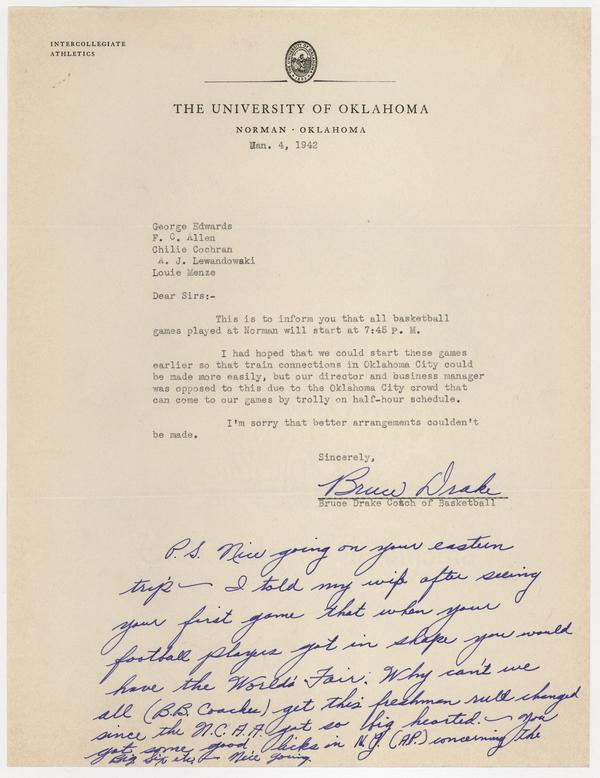 INTERCOLLEGIATE
ATHLETICS
THE UNIVERSITY OF OKLAHOMA
NORMAN · OKLAHOMA
Jan. 4, 1942
George Edwards
F. C. Allen
Chilie Cochran
A. J. Lewandowski
Louie Menze
Dear Sirs:-
This is to inform you that all basketball
games played at Norman will start at 7:45 P. M.
I had hoped that we could start these games
earlier so that train connections in Oklahoma City could
be made more easily, but our director and business manager
was opposed to this due to the Oklahoma City crowd that
can come to our games by trolly on half-hour schedule.
I'm sorry that better arrangements coulden't
be made.
Sincerely,
Bruce Drake
Bruce Drake Coach of Basketball
P.S. Nice going on your eastern
trip — I told my wife after seeing
your first game that when your
football players got in shape you would
have the World's Fair. Why can't we
all (B.B. Coaches) get this freshman rule changed
since the N.C.A.A. got so big hearted. — You
got some good licks in N.Y. (A.P.) concerning the
Big Six etc — Nice going.